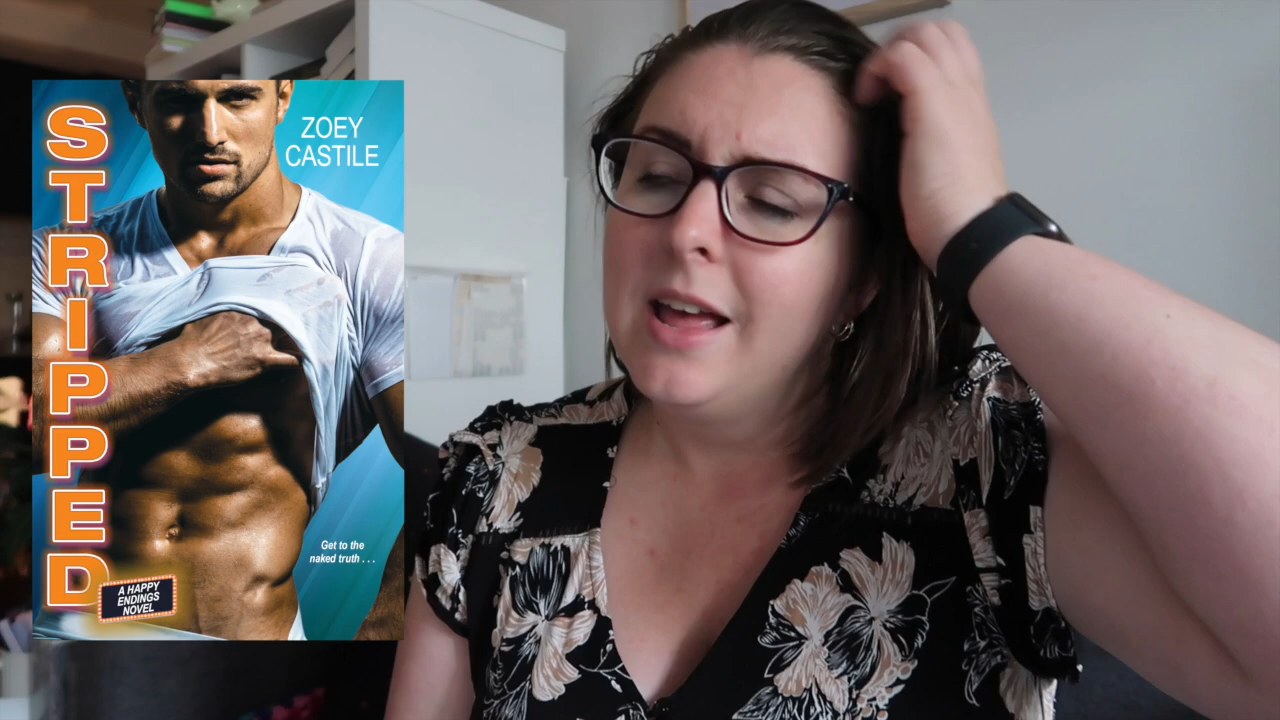 STRIPPED
ZOEY
CASTILE
Get to the
naked truth . . .
A HAPPY
ENDINGS
NOVEL